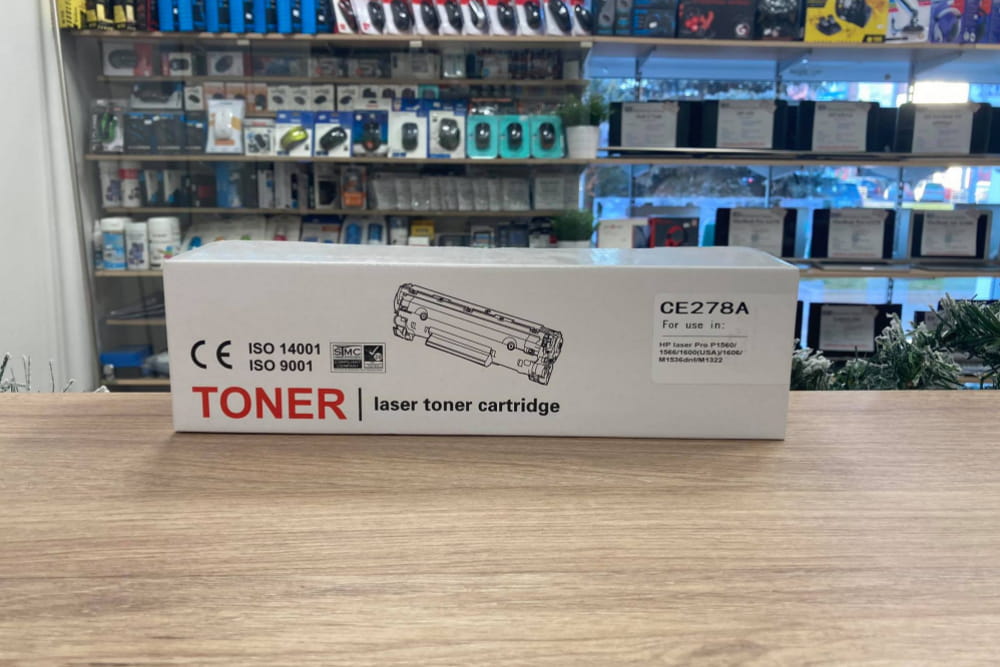 CE ISO 14001
ISO 9001
STMC
TONER | laser toner cartridge
CE278A
For use in:
HP laser Pro P1560/
1566/1600(USA)/1606/
M1536dnf/M1322